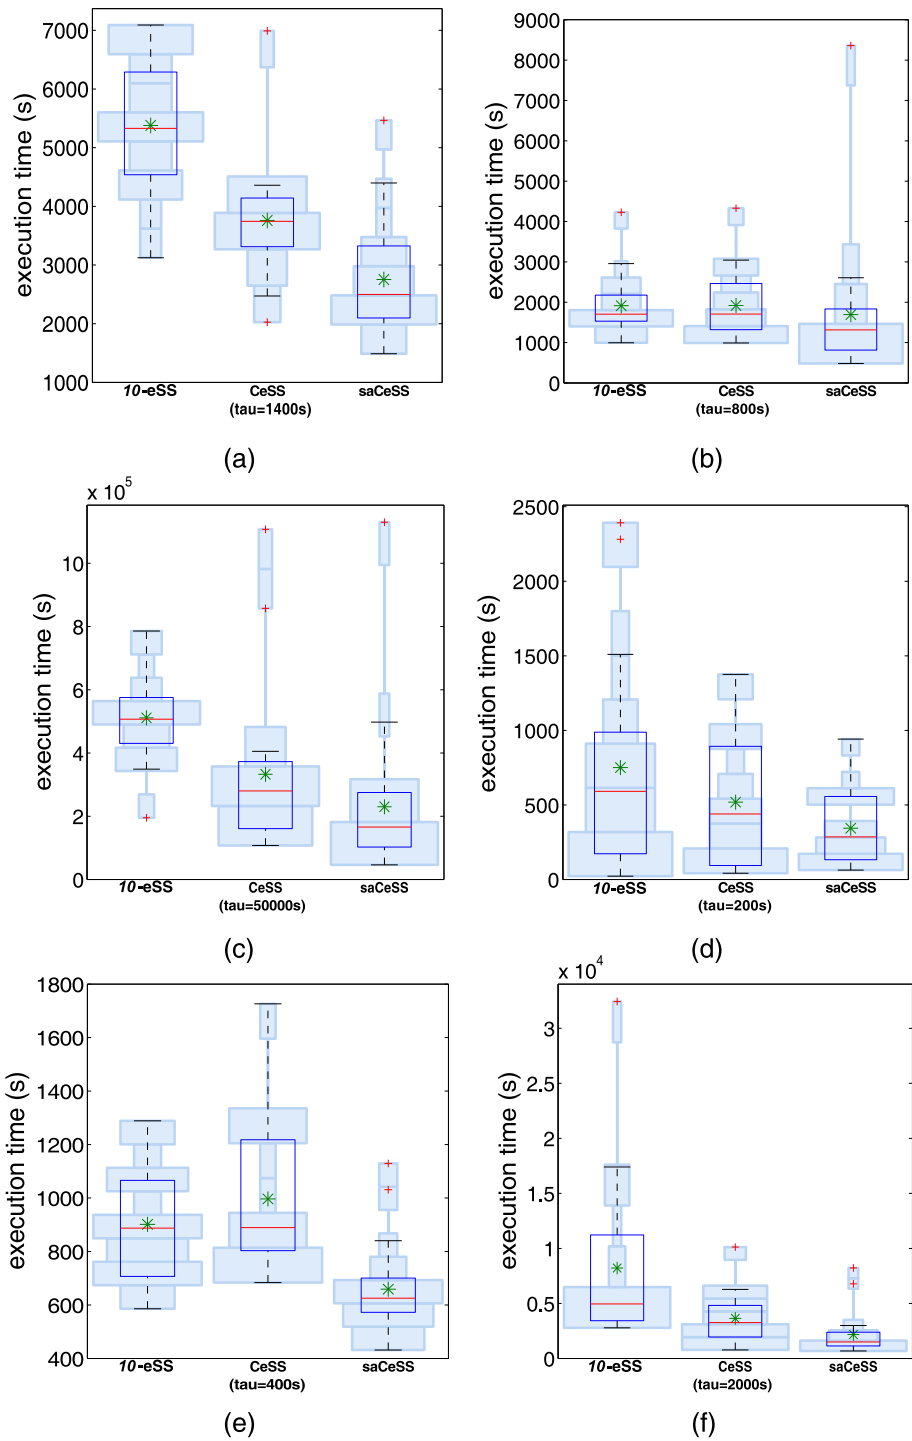 execution time (s)
7000
6000
5000
4000
3000
2000
1000
10-eSS CeSS saCeSS
(tau=1400s)
(a)
execution time (s)
9000
8000
7000
6000
5000
4000
3000
2000
1000
0
10-eSS CeSS saCeSS
(tau=800s)
(b)
x 10^5
execution time (s)
10
8
6
4
2
0
10-eSS CeSS saCeSS
(tau=50000s)
(c)
execution time (s)
2500
2000
1500
1000
500
0
10-eSS CeSS saCeSS
(tau=200s)
(d)
execution time (s)
1800
1600
1400
1200
1000
800
600
400
10-eSS CeSS saCeSS
(tau=400s)
(e)
x 10^4
execution time (s)
3
2.5
2
1.5
1
0.5
0
10-eSS CeSS saCeSS
(tau=2000s)
(f)